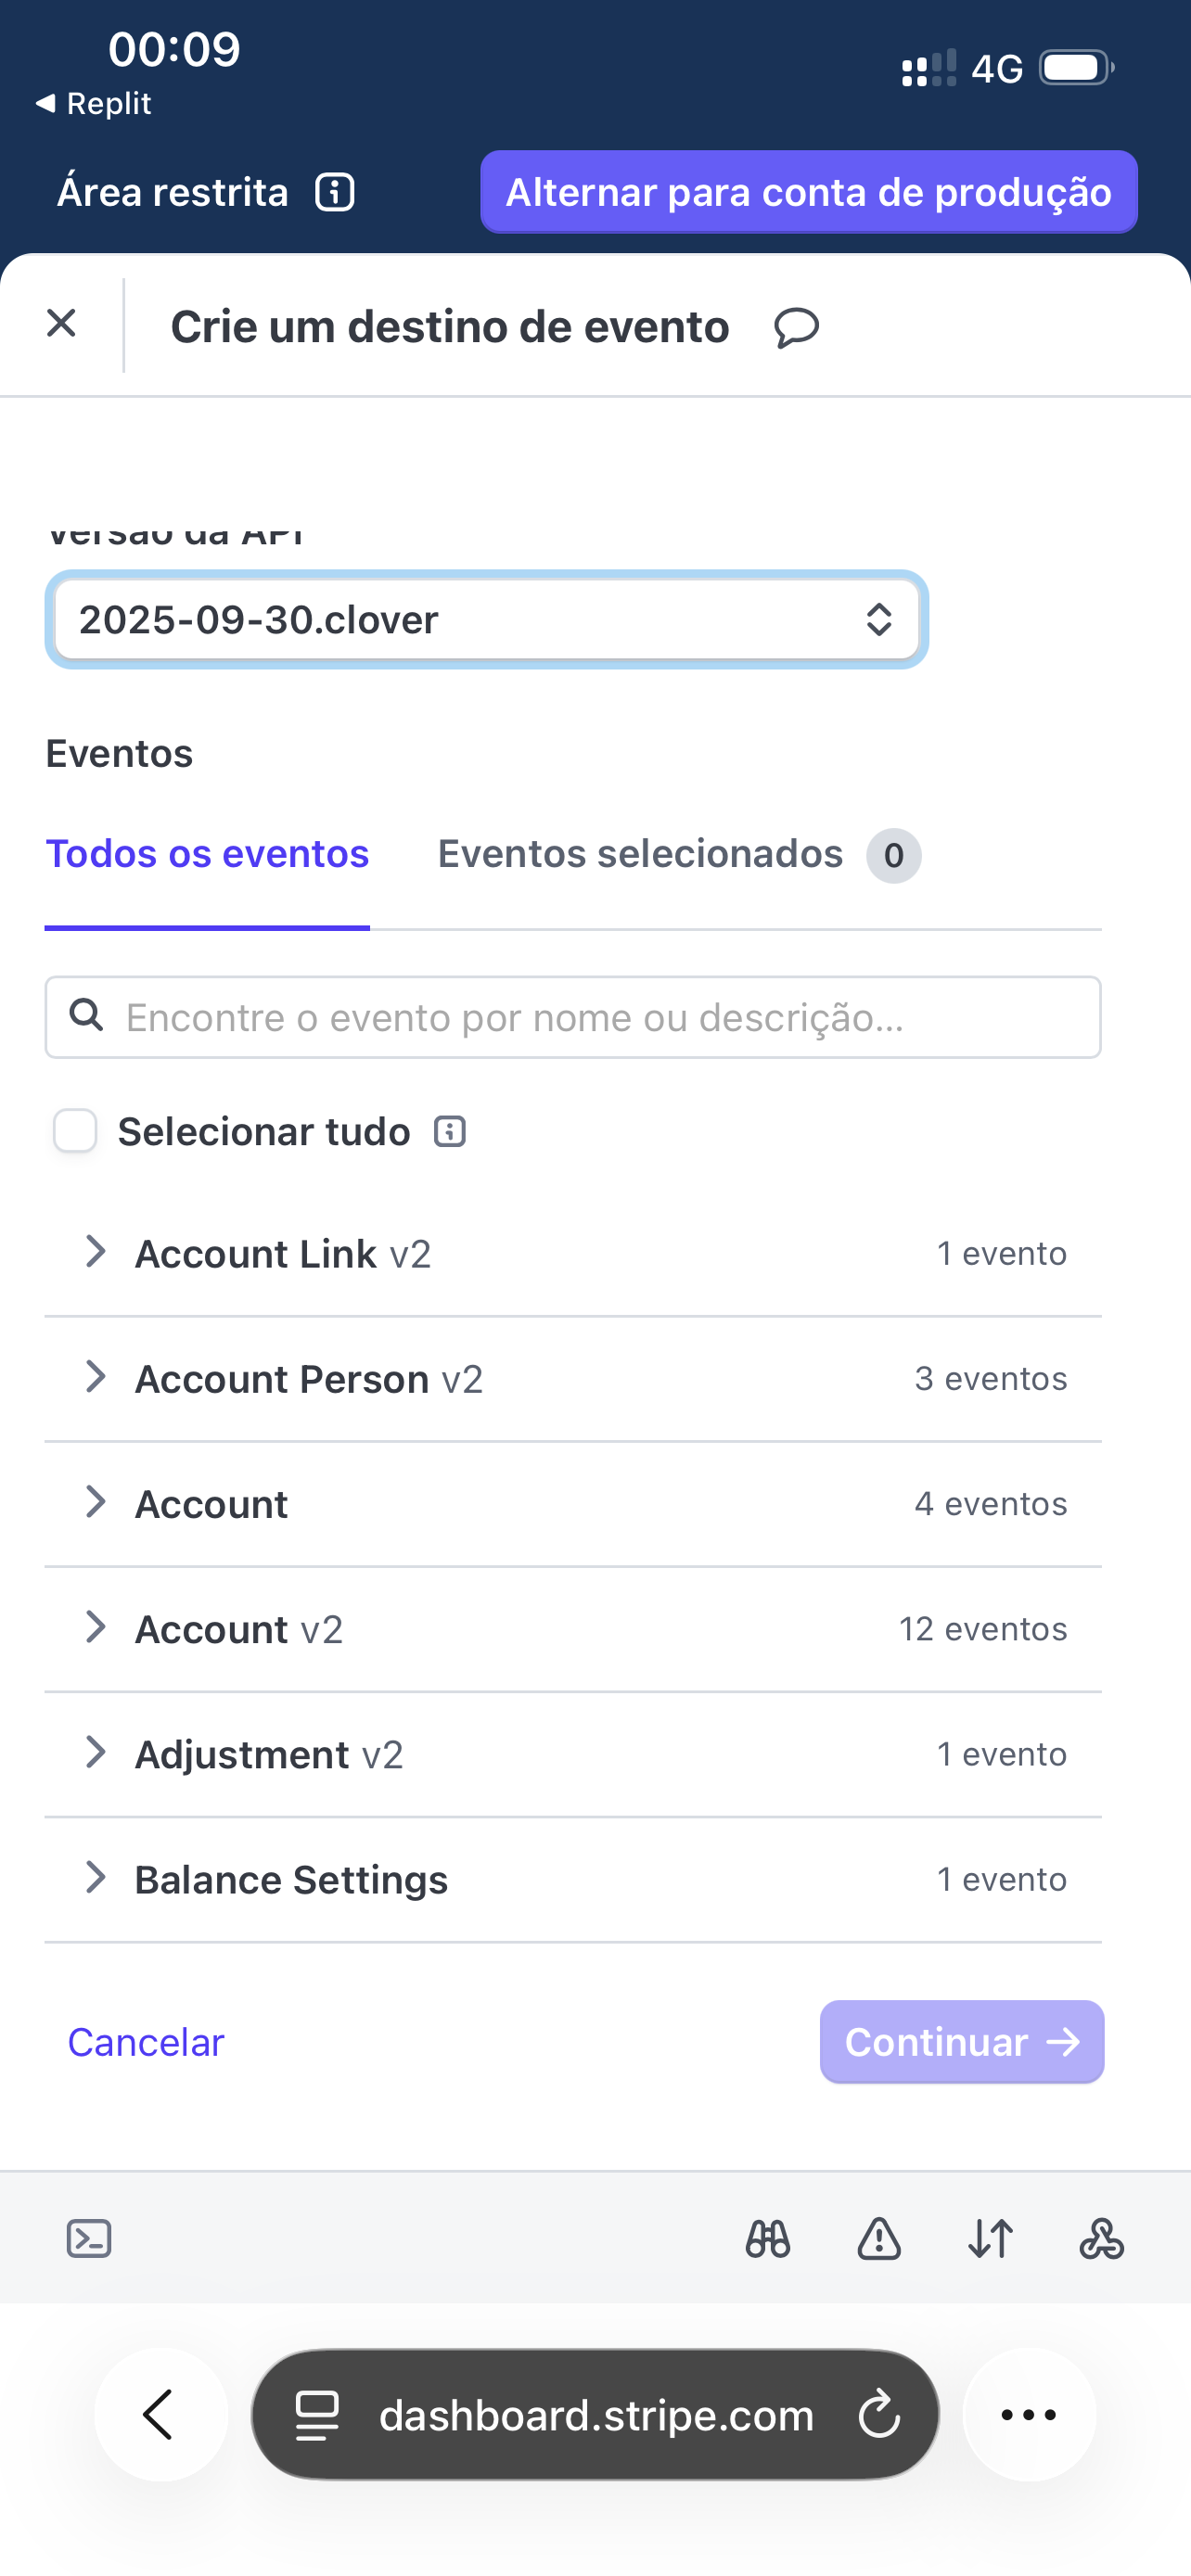 00:09
4G
Replit
Área restrita
Alternar para conta de produção
Crie um destino de evento
Versão da API
2025-09-30.clover
Eventos
Todos os eventos
Eventos selecionados 0
Encontre o evento por nome ou descrição...
Selecionar tudo
Account Link v2 1 evento
Account Person v2 3 eventos
Account 4 eventos
Account v2 12 eventos
Adjustment v2 1 evento
Balance Settings 1 evento
Cancelar
Continuar
dashboard.stripe.com